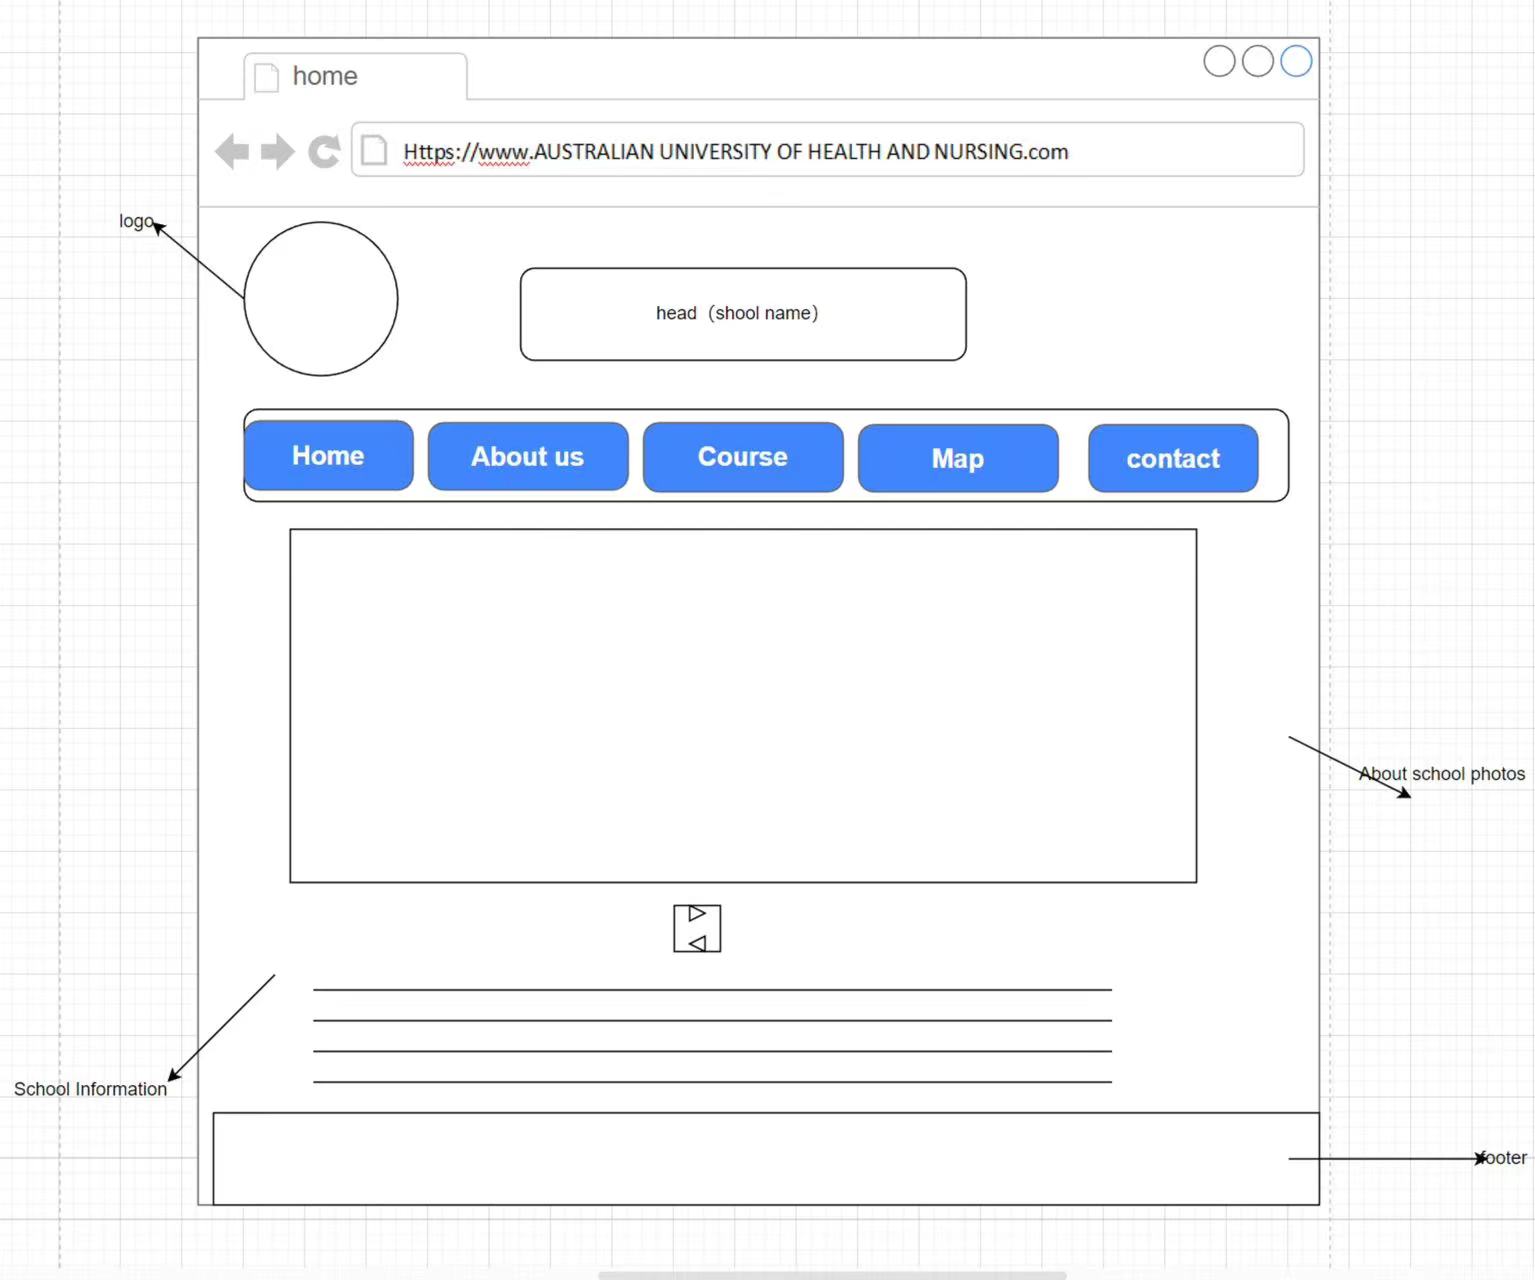 home
Https://www.AUSTRALIAN UNIVERSITY OF HEALTH AND NURSING.com
logo
head（shool name）
Home
About us
Course
Map
contact
About school photos
School Information
footer